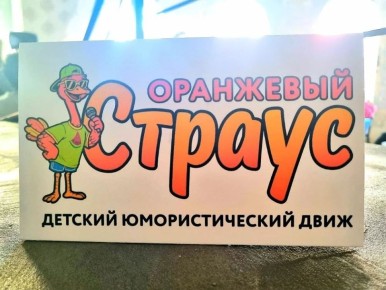 ОРАНЖЕВЫЙ
Страус
ДЕТСКИЙ ЮМОРИСТИЧЕСКИЙ ДВИЖ